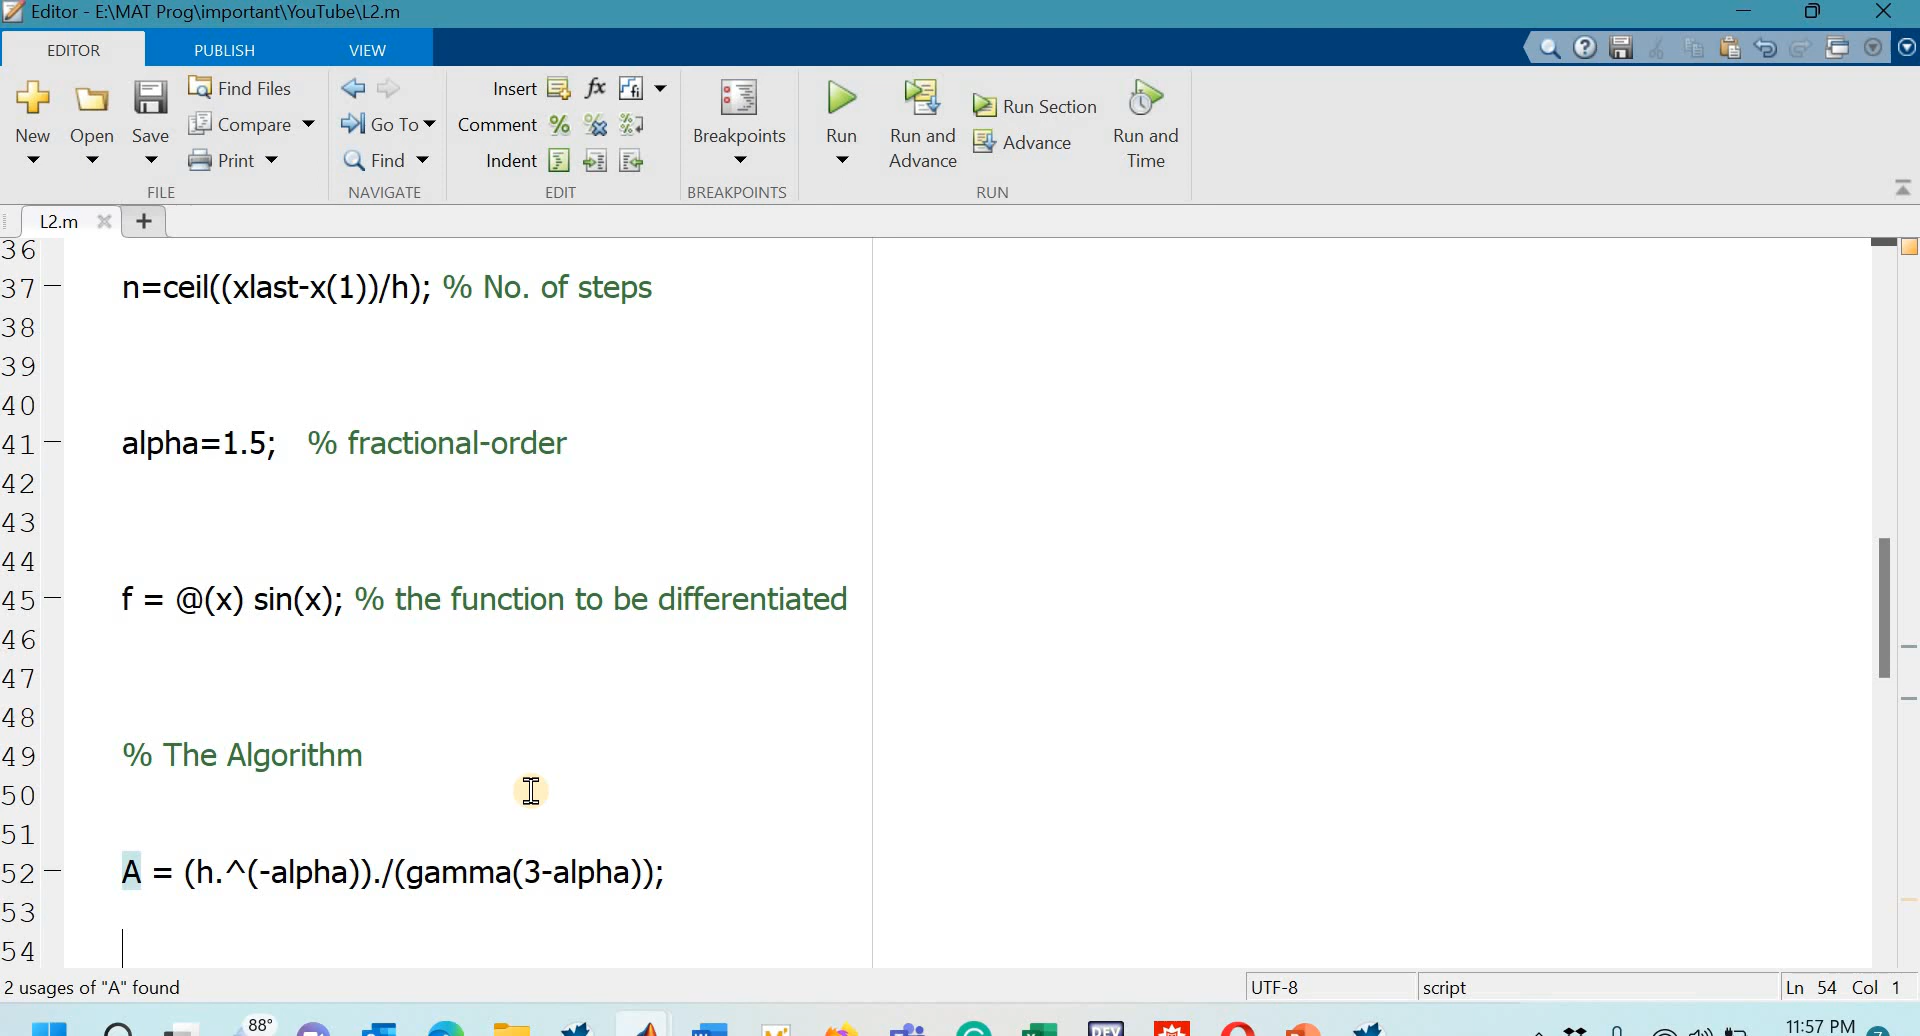 Editor - E:\MAT Prog\important\YouTube\L2.m
EDITOR PUBLISH VIEW
New Open Save Find Files Compare Print
FILE
Go To Find
NAVIGATE
Insert fx fi
Comment % % %
Indent
EDIT
Breakpoints
BREAKPOINTS
Run Run and Advance Run Section Advance Run and Time
RUN
L2.m
36
37 n=ceil((xlast-x(1))/h); % No. of steps
38
39
40
41 alpha=1.5; % fractional-order
42
43
44
45 f = @(x) sin(x); % the function to be differentiated
46
47
48
49 % The Algorithm
50
51
52 A = (h.^(-alpha))./(gamma(3-alpha));
53
54
2 usages of "A" found UTF-8 script Ln 54 Col 1
88° DEV 11:57 PM 7